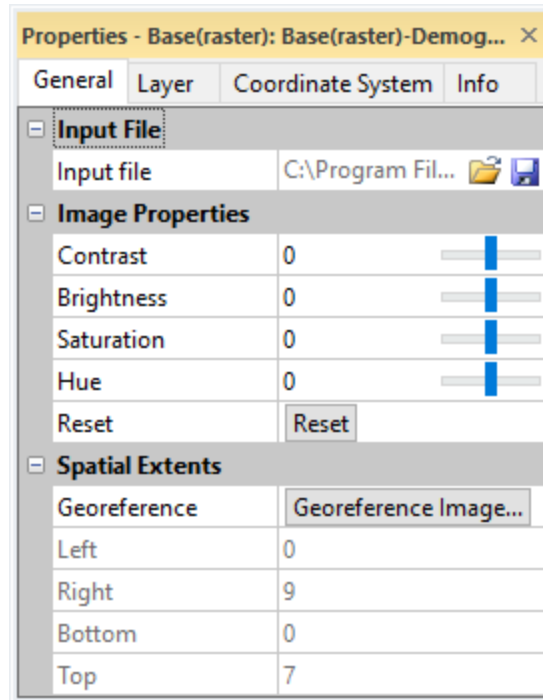 Properties - Base(raster): Base(raster)-Demog...
General Layer Coordinate System Info
Input File
Input file C:\Program Fil...
Image Properties
Contrast 0
Brightness 0
Saturation 0
Hue 0
Reset Reset
Spatial Extents
Georeference Georeference Image...
Left 0
Right 9
Bottom 0
Top 7